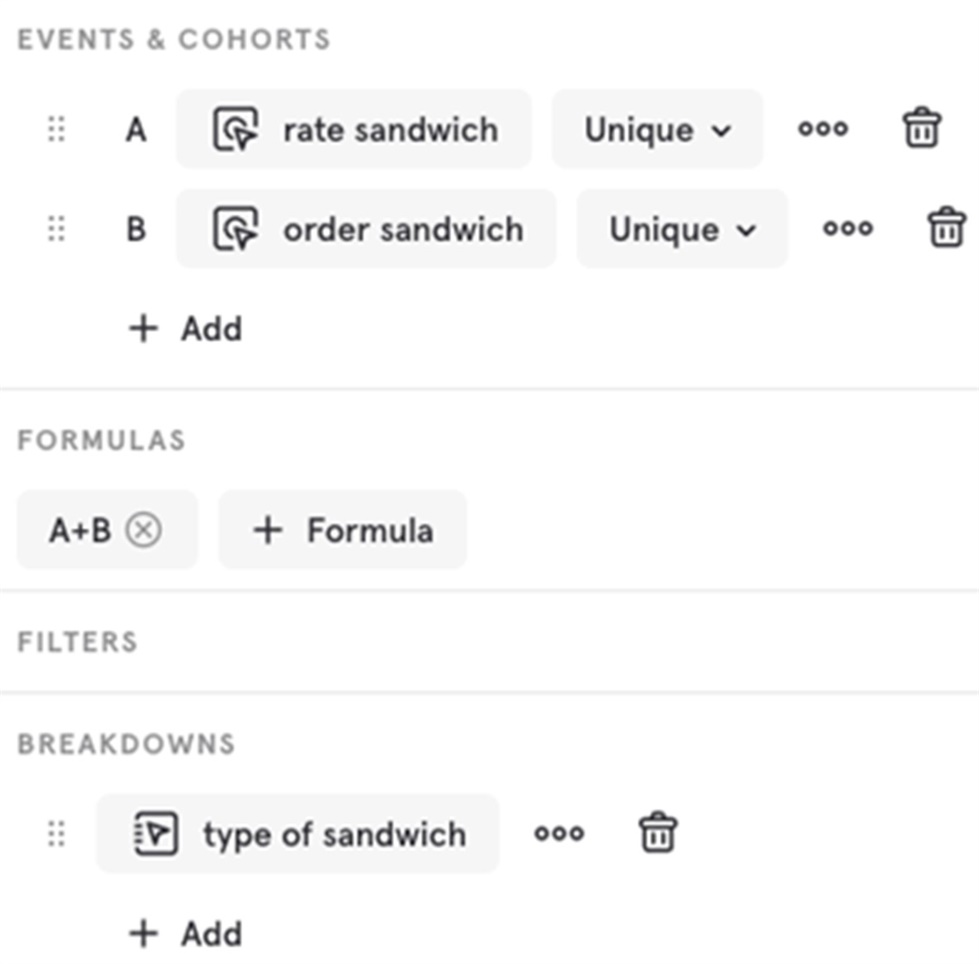 EVENTS & COHORTS
A rate sandwich Unique
B order sandwich Unique
+ Add
FORMULAS
A+B + Formula
FILTERS
BREAKDOWNS
type of sandwich
+ Add